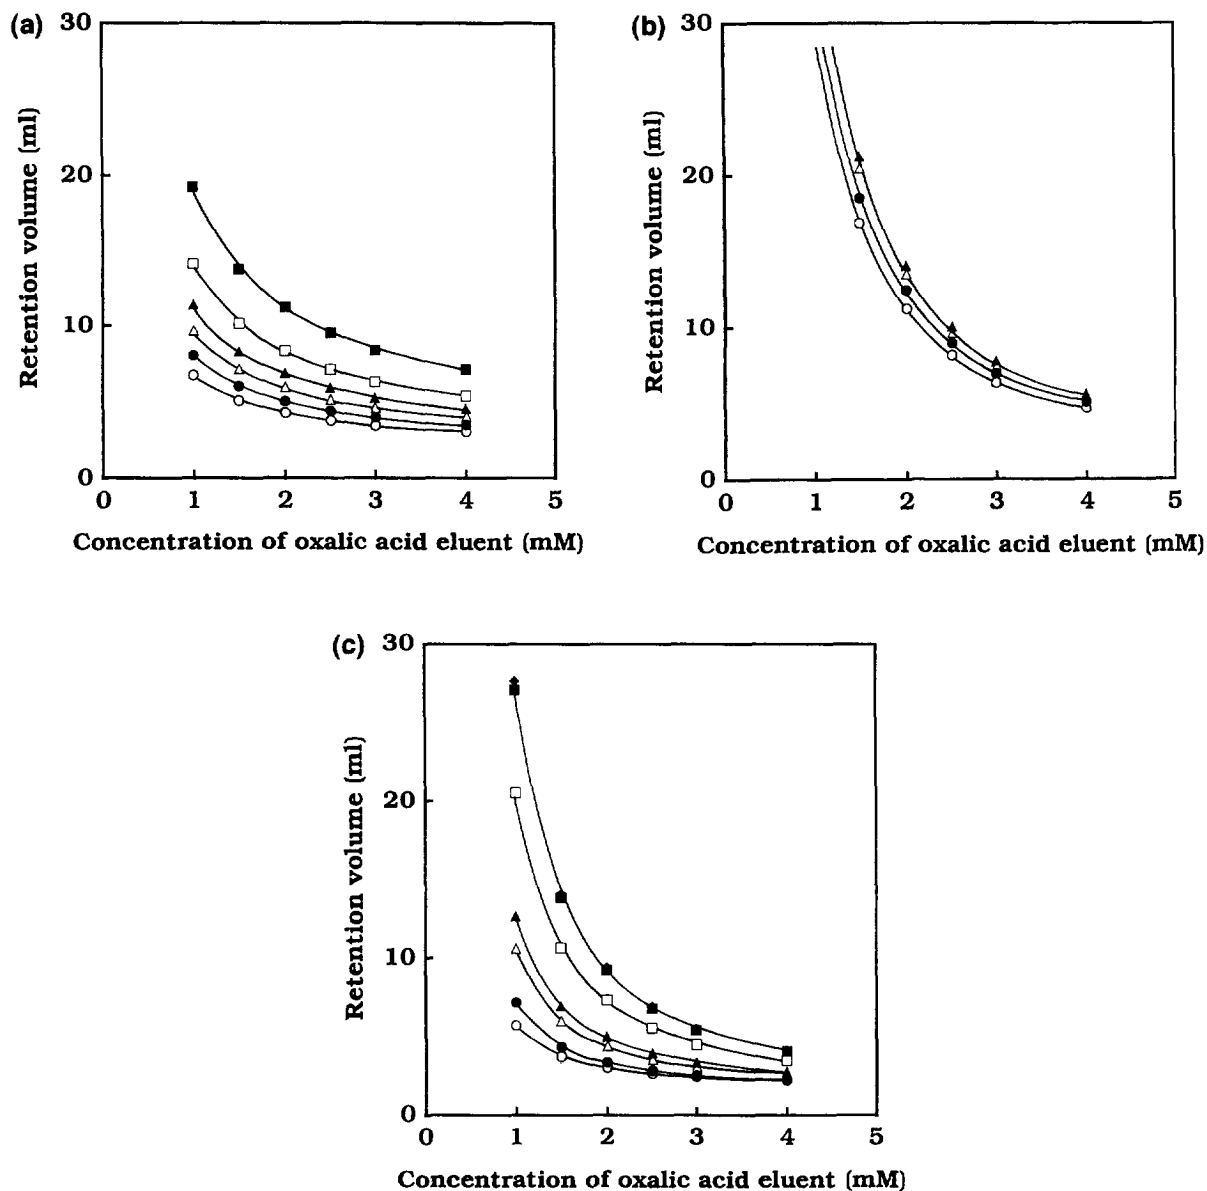 (a)
30
20
10
0
Retention volume (ml)
0 1 2 3 4 5
Concentration of oxalic acid eluent (mM)
(b)
30
20
10
0
Retention volume (ml)
0 1 2 3 4 5
Concentration of oxalic acid eluent (mM)
(c)
30
20
10
0
Retention volume (ml)
0 1 2 3 4 5
Concentration of oxalic acid eluent (mM)